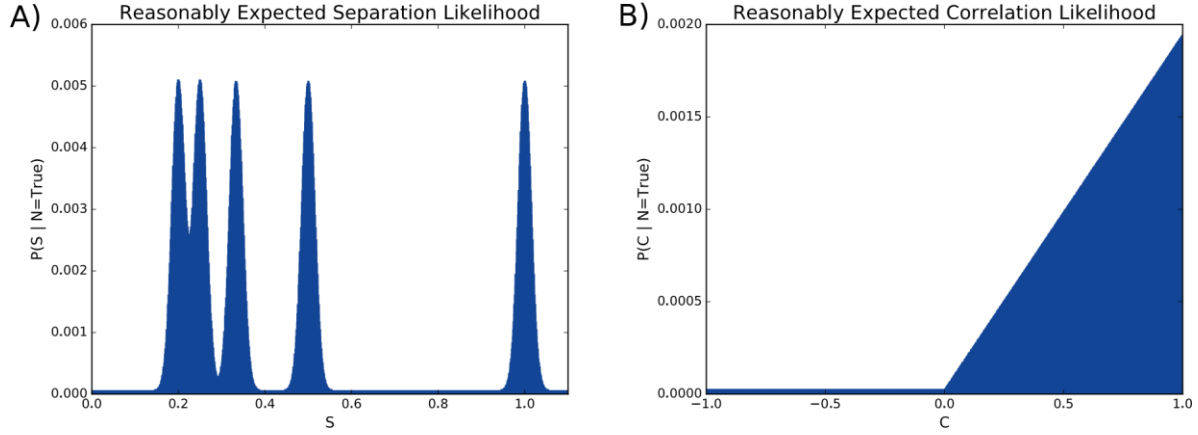 A)
Reasonably Expected Separation Likelihood
0.006
0.005
0.004
0.003
0.002
0.001
0.000
P(S | N=True)
0.0 0.2 0.4 0.6 0.8 1.0
S
B)
Reasonably Expected Correlation Likelihood
0.0020
0.0015
0.0010
0.0005
0.0000
P(C | N=True)
−1.0 −0.5 0.0 0.5 1.0
C